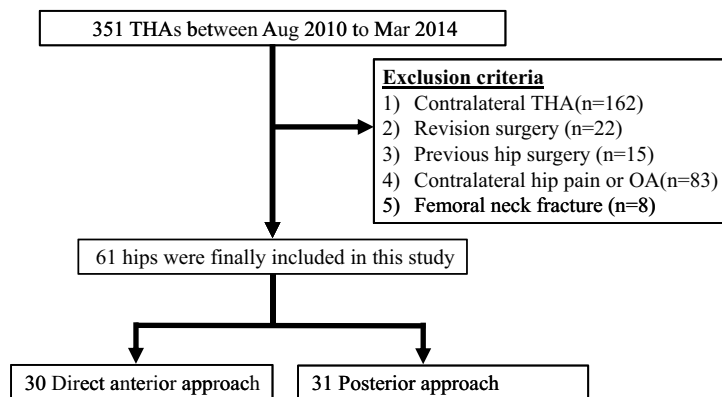 351 THAs between Aug 2010 to Mar 2014
Exclusion criteria
1) Contralateral THA(n=162)
2) Revision surgery (n=22)
3) Previous hip surgery (n=15)
4) Contralateral hip pain or OA(n=83)
5) Femoral neck fracture (n=8)
61 hips were finally included in this study
30 Direct anterior approach
31 Posterior approach